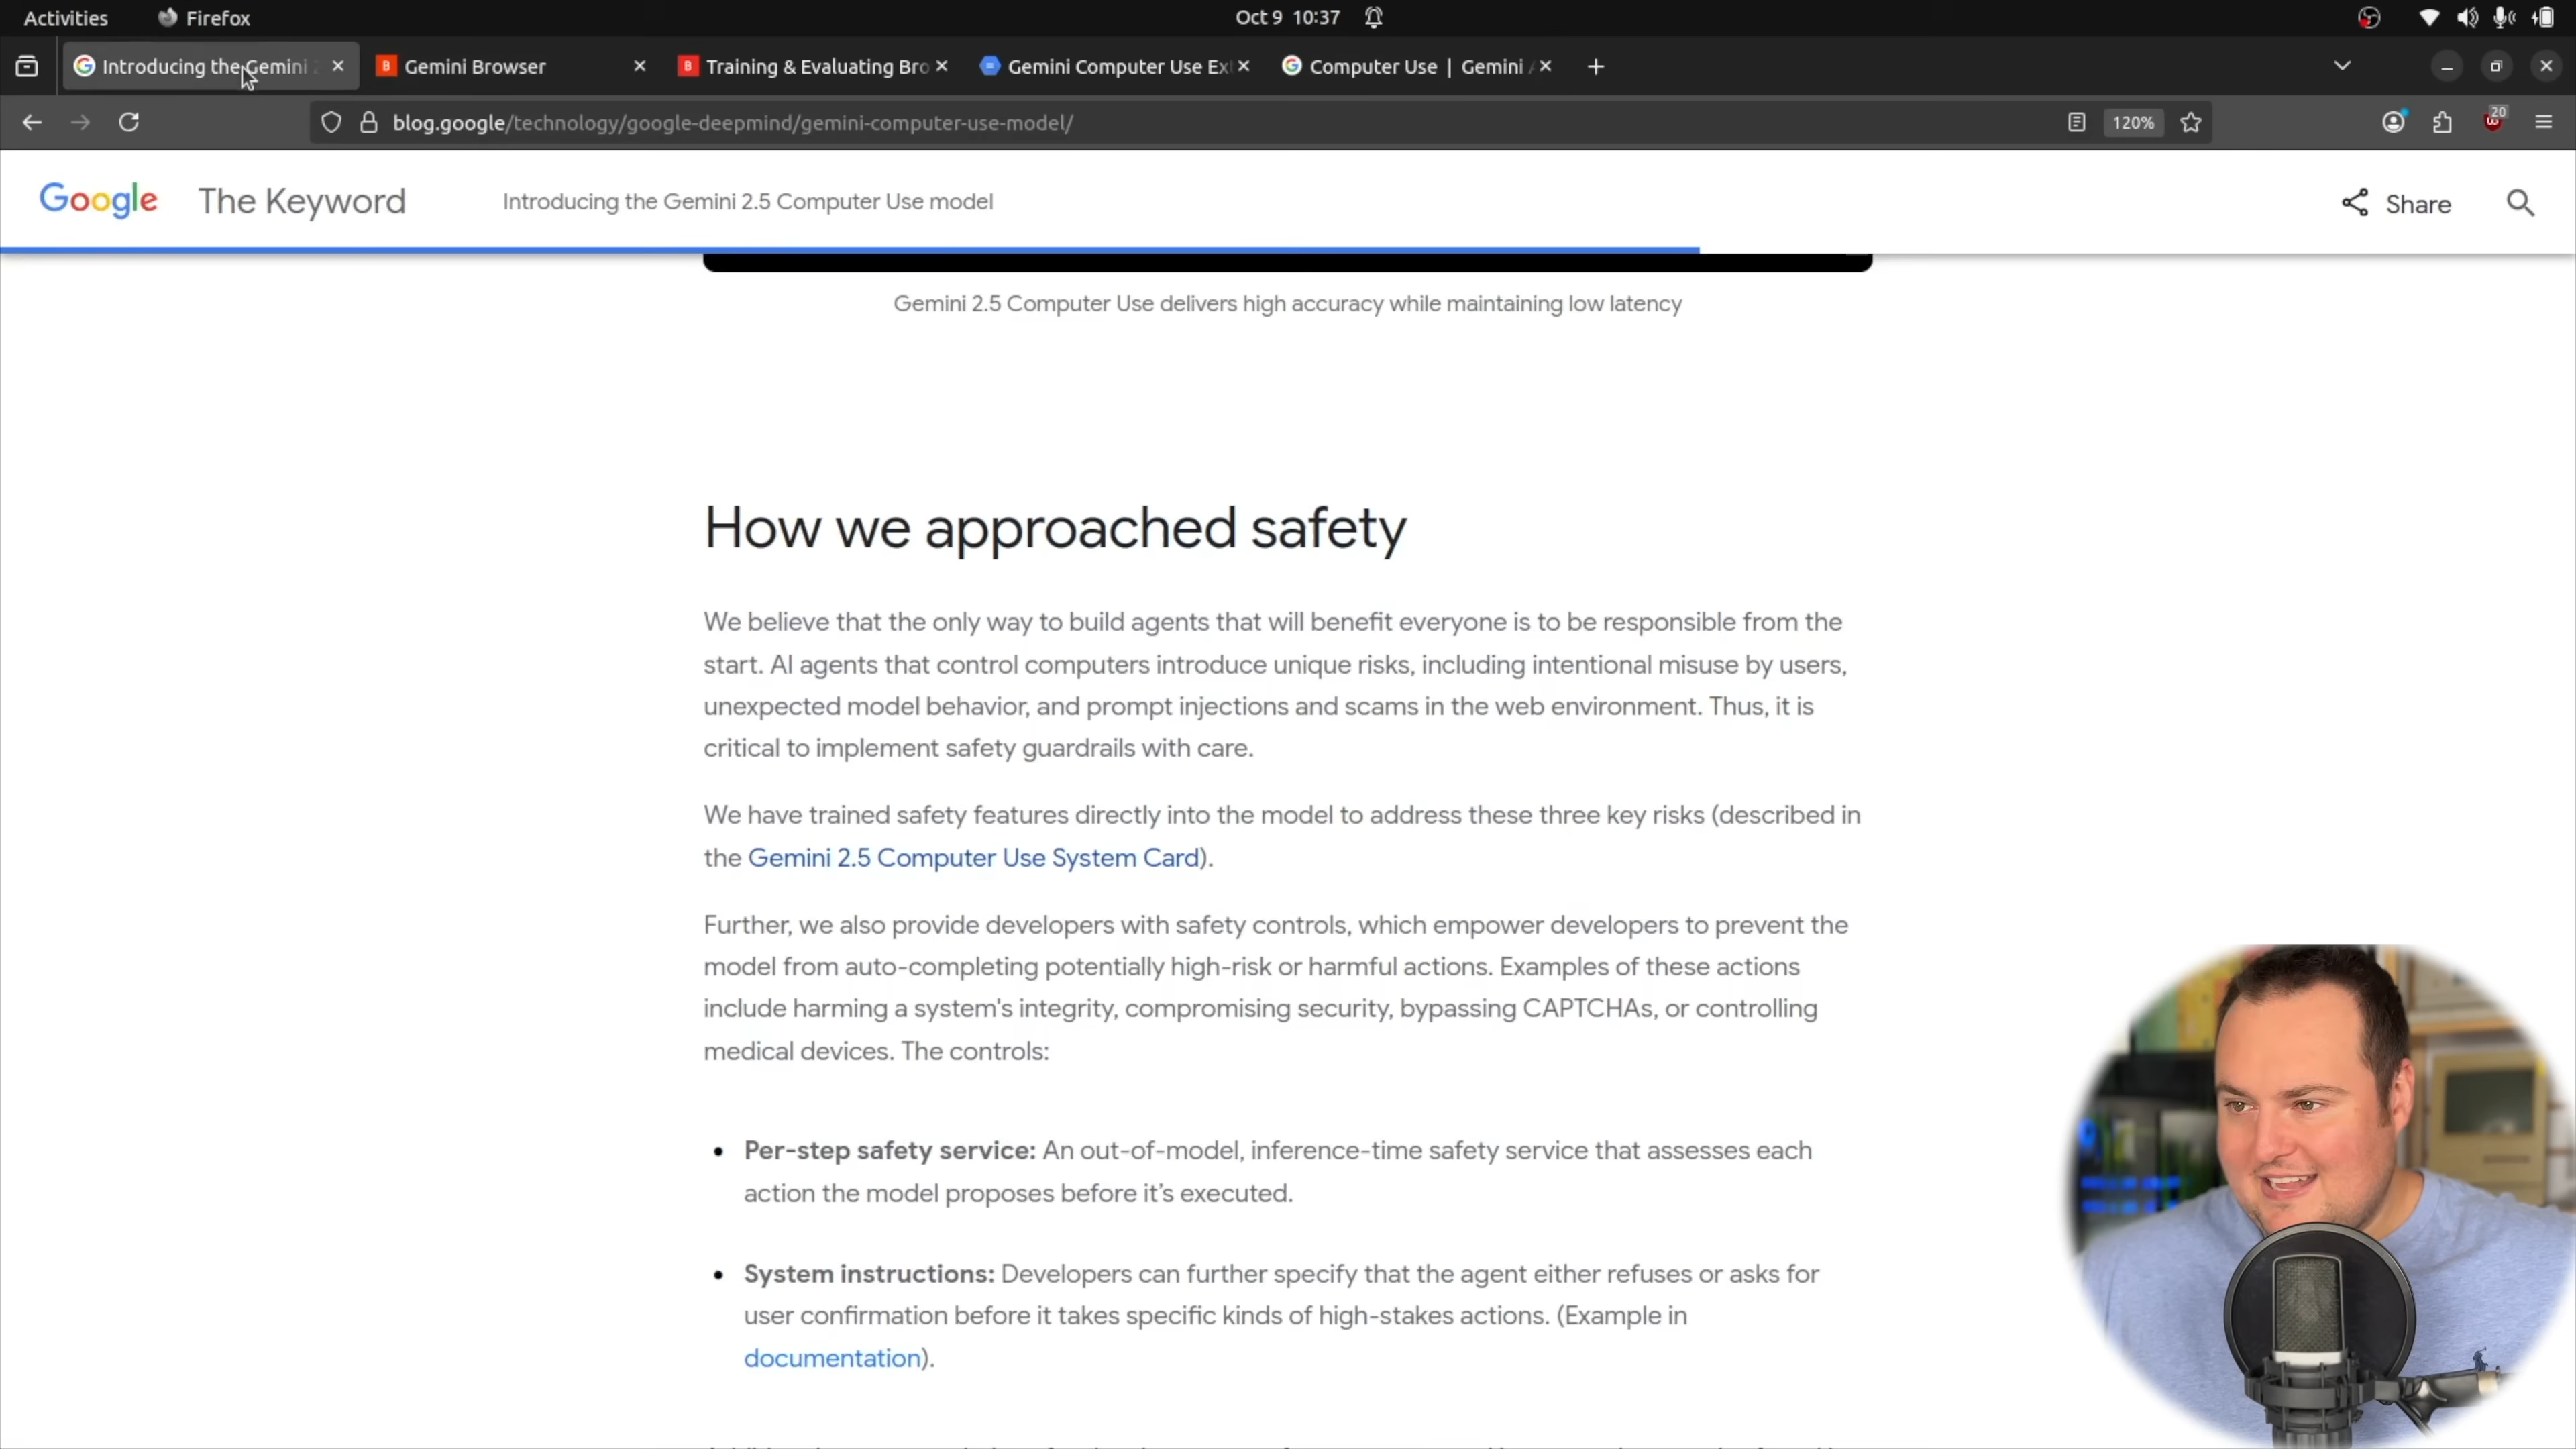 Activities Firefox Oct 9 10:37
Introducing the Gemini 2 Gemini Browser Training & Evaluating Bro Gemini Computer Use Ex Computer Use | Gemini
blog.google/technology/google-deepmind/gemini-computer-use-model/ 120% 20
Google The Keyword Introducing the Gemini 2.5 Computer Use model Share
Gemini 2.5 Computer Use delivers high accuracy while maintaining low latency
How we approached safety
We believe that the only way to build agents that will benefit everyone is to be responsible from the
start. AI agents that control computers introduce unique risks, including intentional misuse by users,
unexpected model behavior, and prompt injections and scams in the web environment. Thus, it is
critical to implement safety guardrails with care.
We have trained safety features directly into the model to address these three key risks (described in
the Gemini 2.5 Computer Use System Card).
Further, we also provide developers with safety controls, which empower developers to prevent the
model from auto-completing potentially high-risk or harmful actions. Examples of these actions
include harming a system's integrity, compromising security, bypassing CAPTCHAs, or controlling
medical devices. The controls:
• Per-step safety service: An out-of-model, inference-time safety service that assesses each
action the model proposes before it’s executed.
• System instructions: Developers can further specify that the agent either refuses or asks for
user confirmation before it takes specific kinds of high-stakes actions. (Example in
documentation).